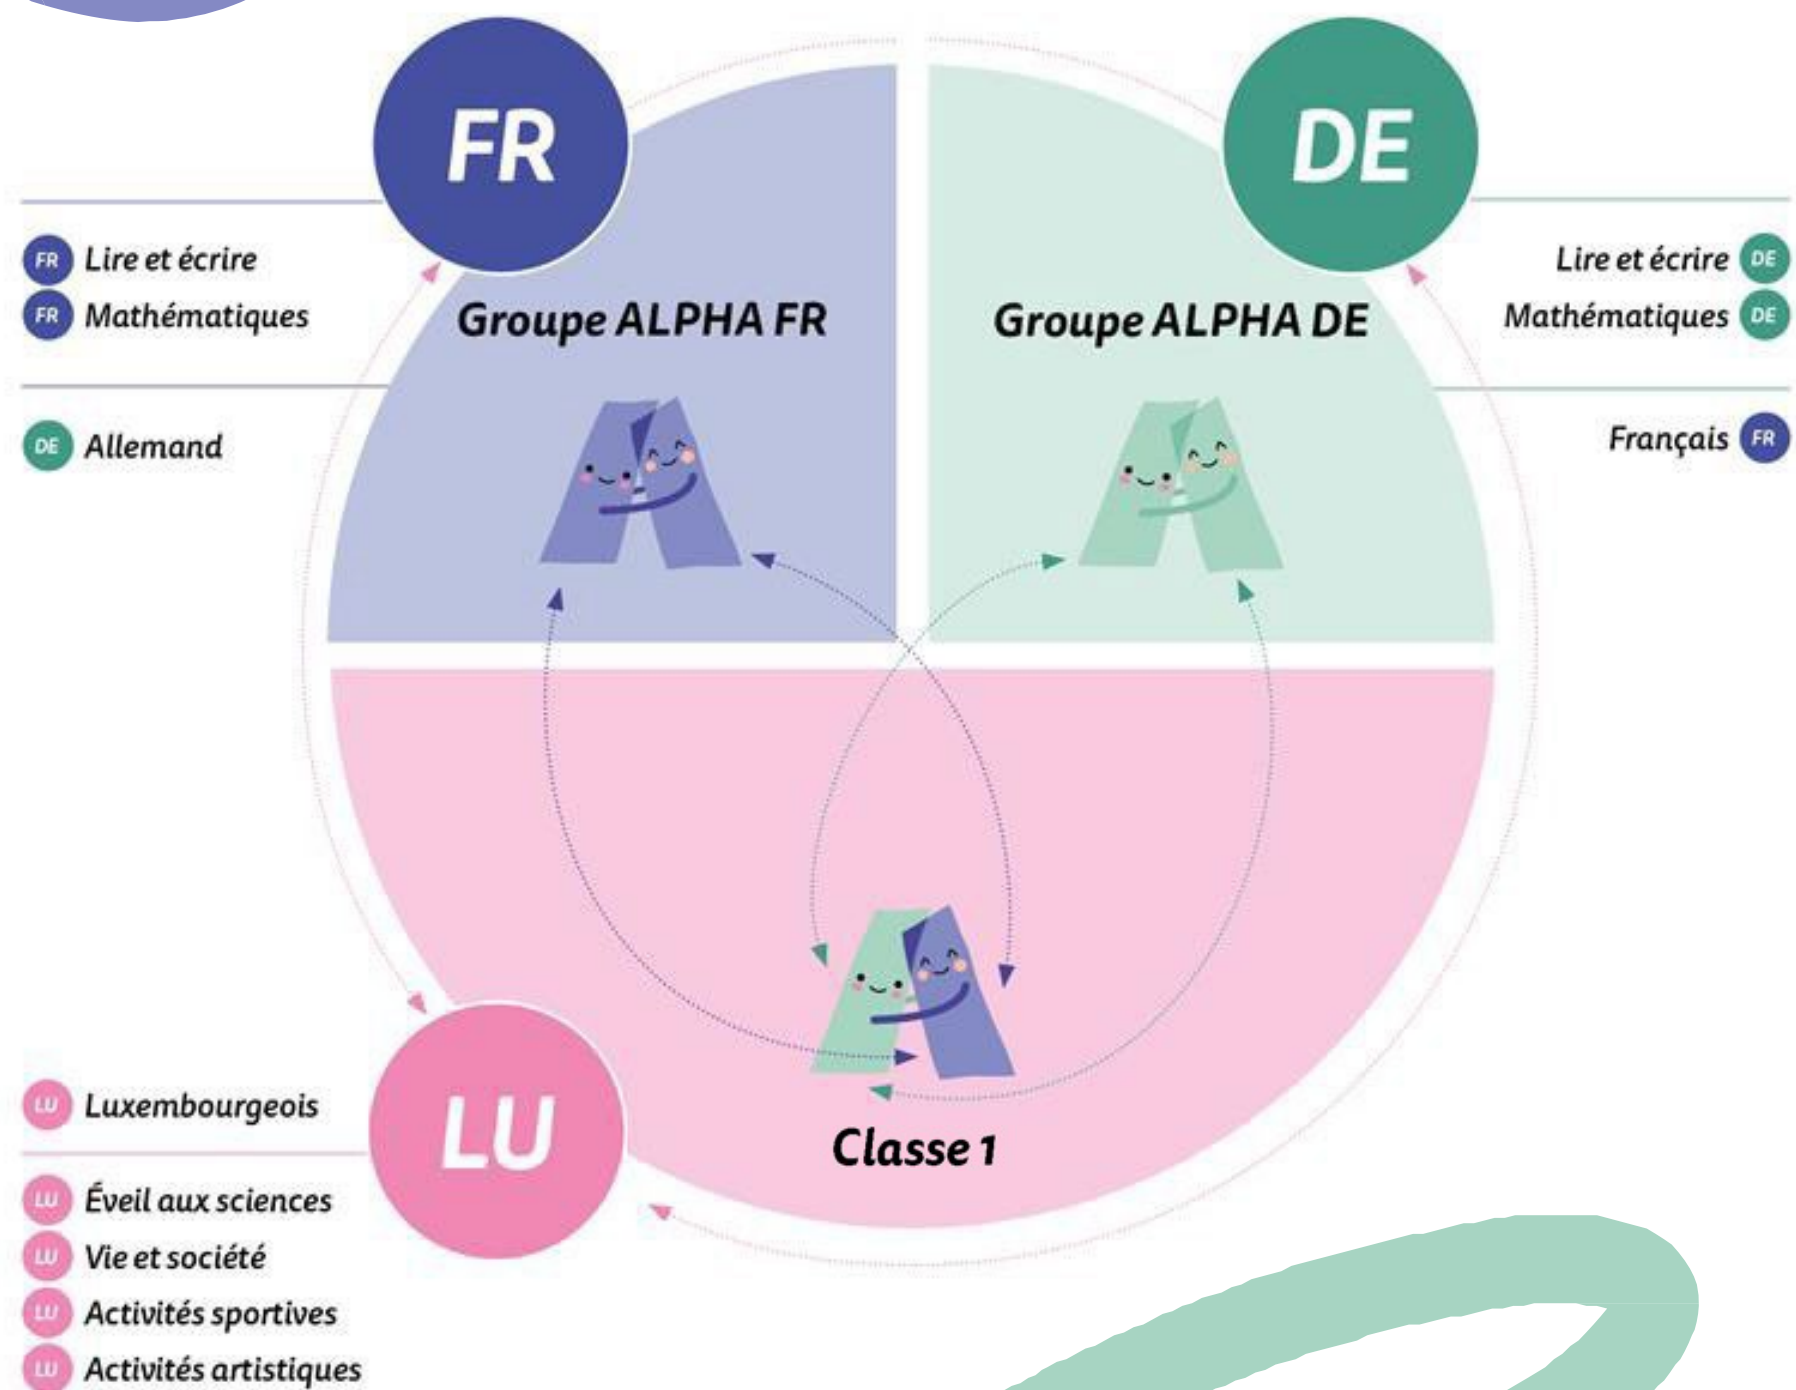 FR
DE
FR Lire et écrire
FR Mathématiques
DE Allemand
Lire et écrire DE
Mathématiques DE
Français FR
Groupe ALPHA FR
Groupe ALPHA DE
LU
LU Luxembourgeois
LU Éveil aux sciences
LU Vie et société
LU Activités sportives
LU Activités artistiques
Classe 1